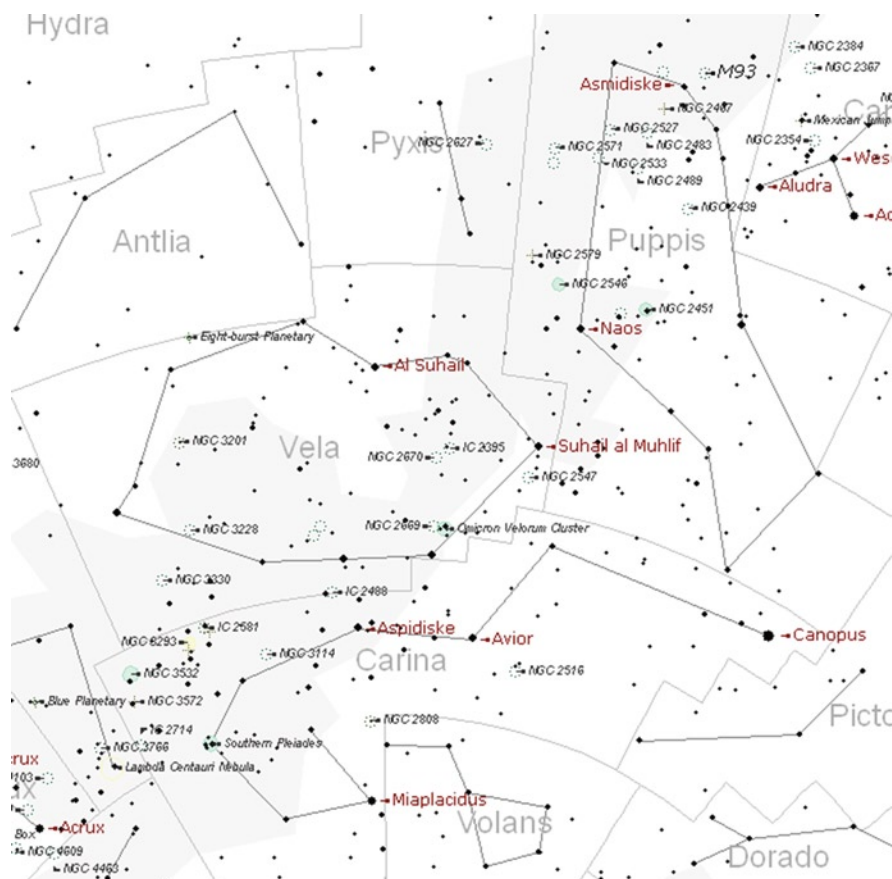 Hydra
NGC 2384
NGC 2367
M93
Asmidiske
NGC 2467
NGC 2527
NGC 2571
NGC 2483
NGC 2354
Pyxis
NGC 2627
NGC 2533
Aludra
NGC 2489
NGC 2439
Antlia
Puppis
NGC 2579
NGC 2546
NGC 2451
Naos
Eight-burst Planetary
Al Suhail
NGC 3201
Vela
IC 2395
Suhail al Muhlif
NGC 2670
3680
NGC 2547
NGC 3228
NGC 2669
Omicron Velorum Cluster
NGC 3330
IC 2488
IC 2581
Aspidiske
Avior
Canopus
NGC 3293
NGC 3114
Carina
NGC 2516
NGC 3532
Blue Planetary
NGC 3572
Picto
IC 2714
NGC 2808
NGC 3766
Southern Pleiades
crux
Lambda Centauri Nebula
Miaplacidus
Volans
Box
Acrux
NGC 4609
Dorado
NGC 4463